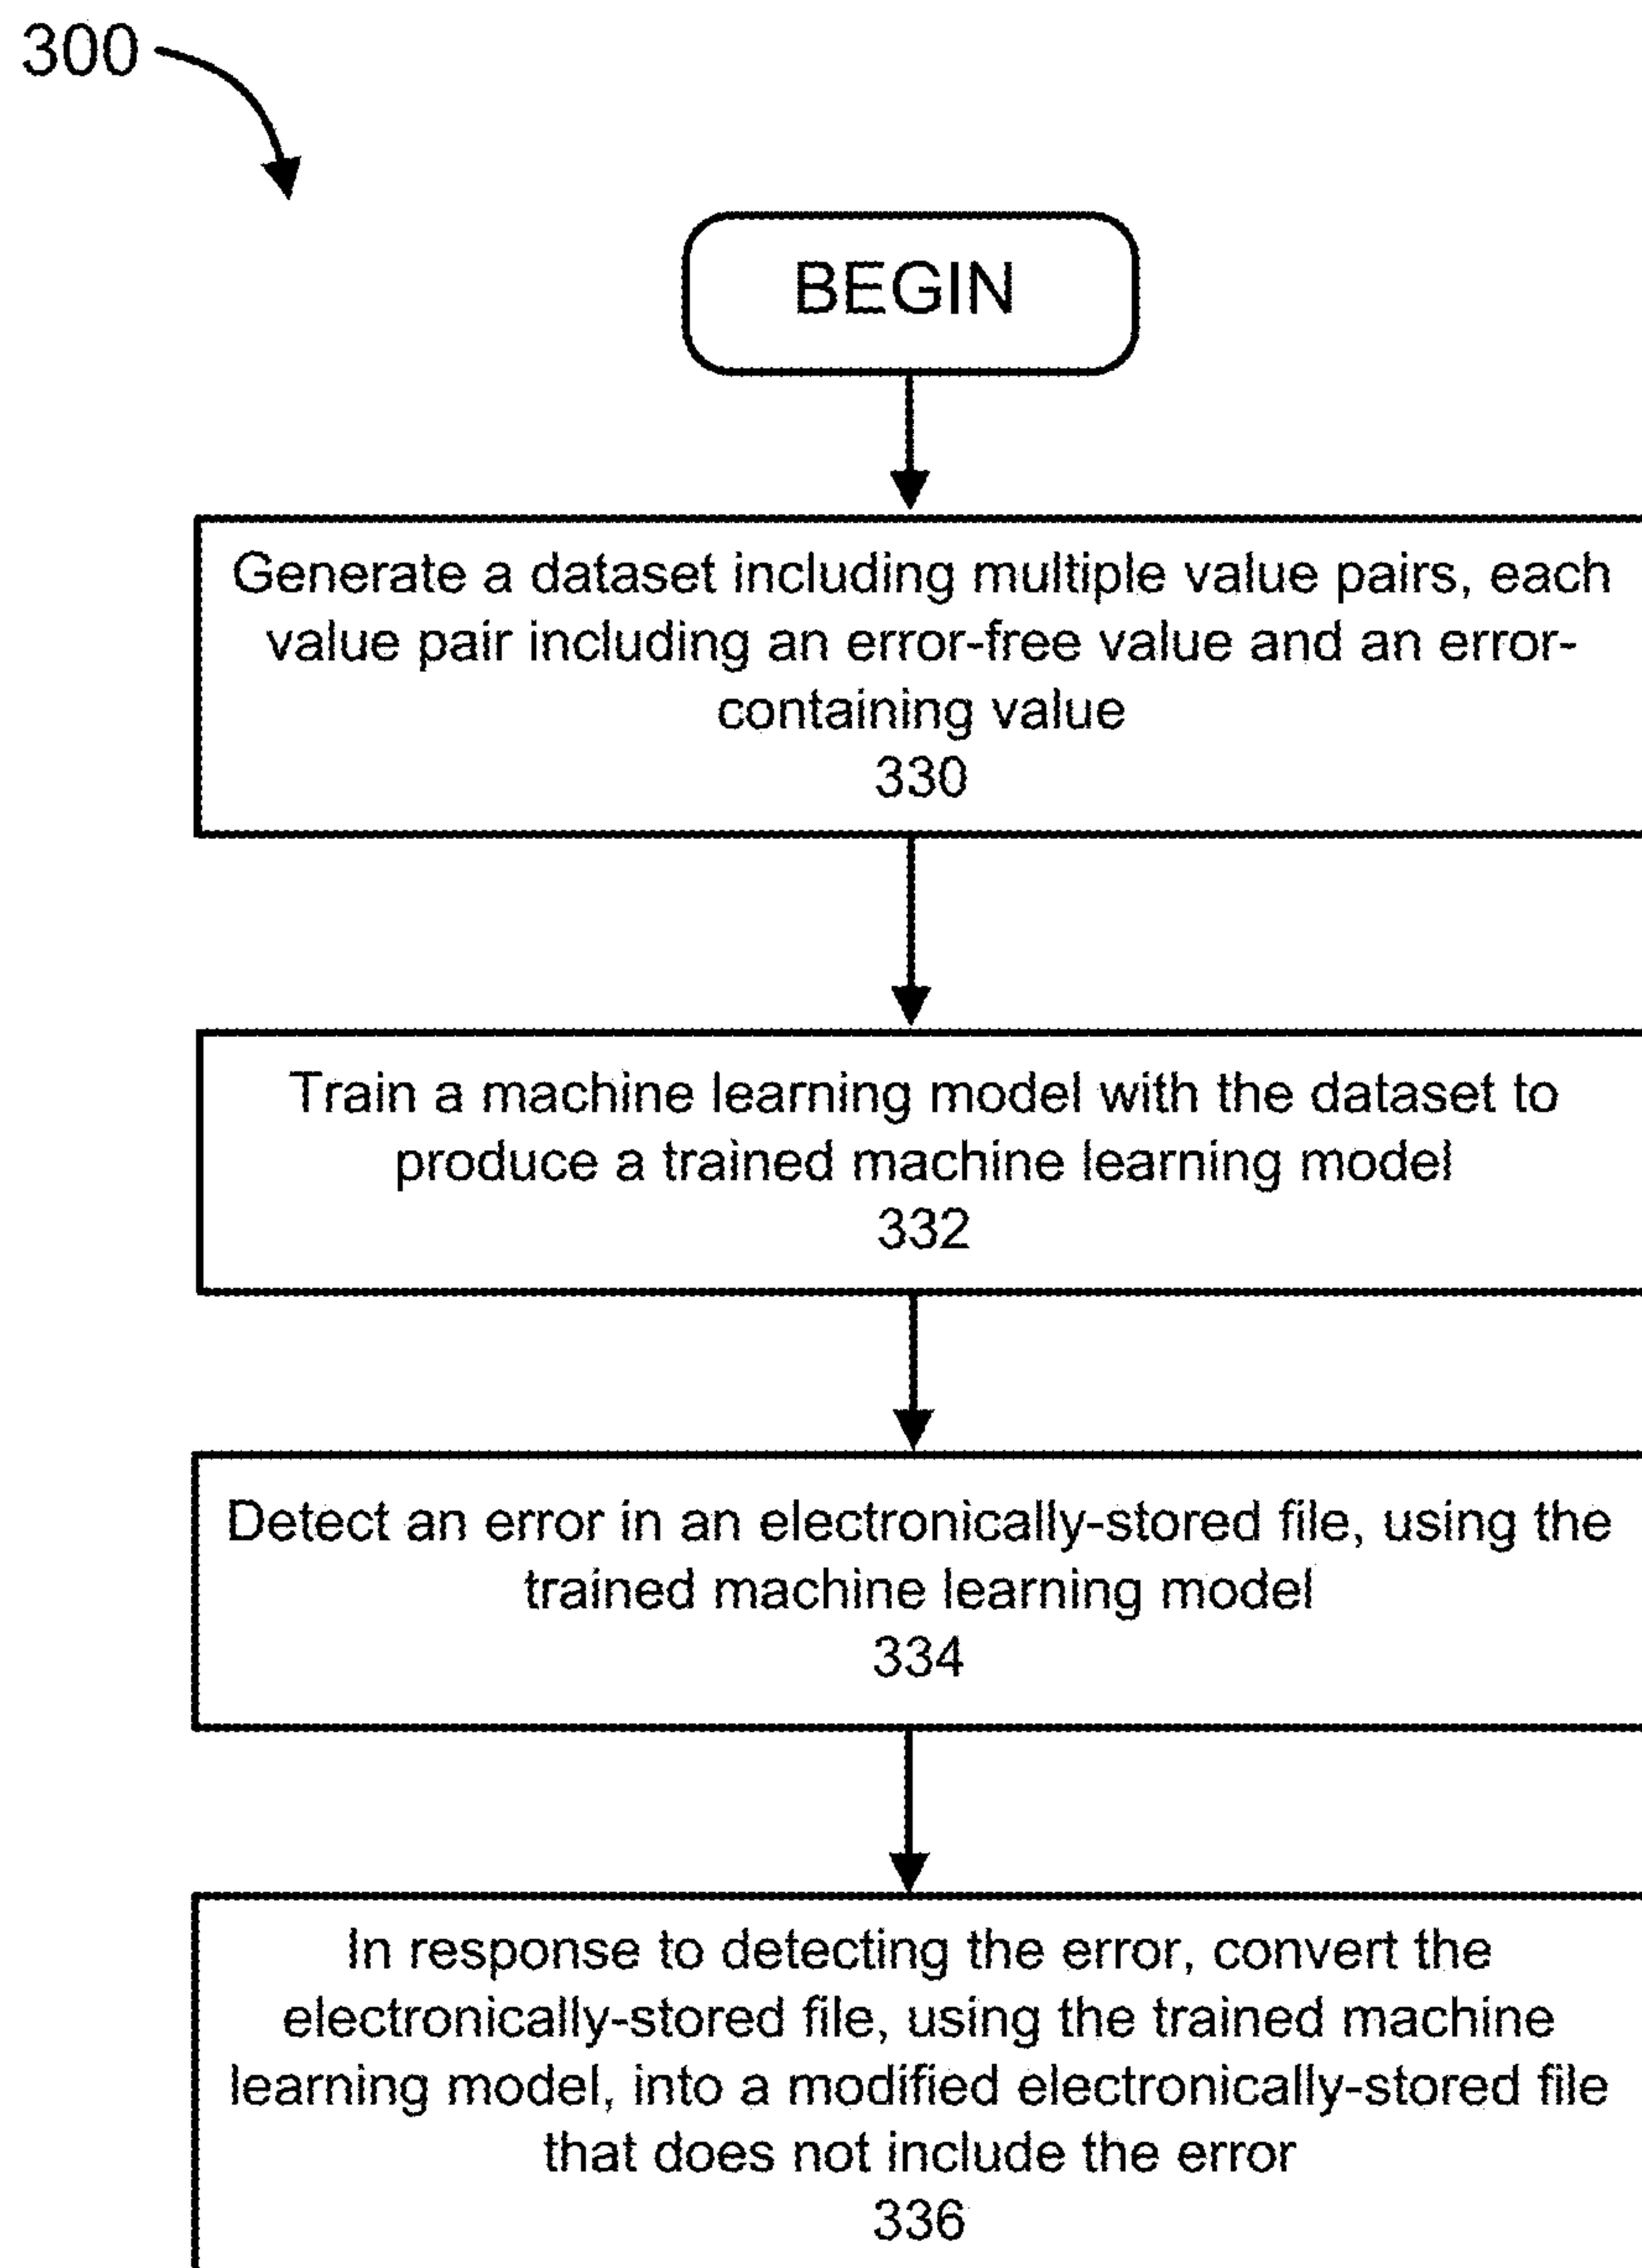 300
BEGIN
Generate a dataset including multiple value pairs, each
value pair including an error-free value and an error-
containing value
330
Train a machine learning model with the dataset to
produce a trained machine learning model
332
Detect an error in an electronically-stored file, using the
trained machine learning model
334
In response to detecting the error, convert the
electronically-stored file, using the trained machine
learning model, into a modified electronically-stored file
that does not include the error
336